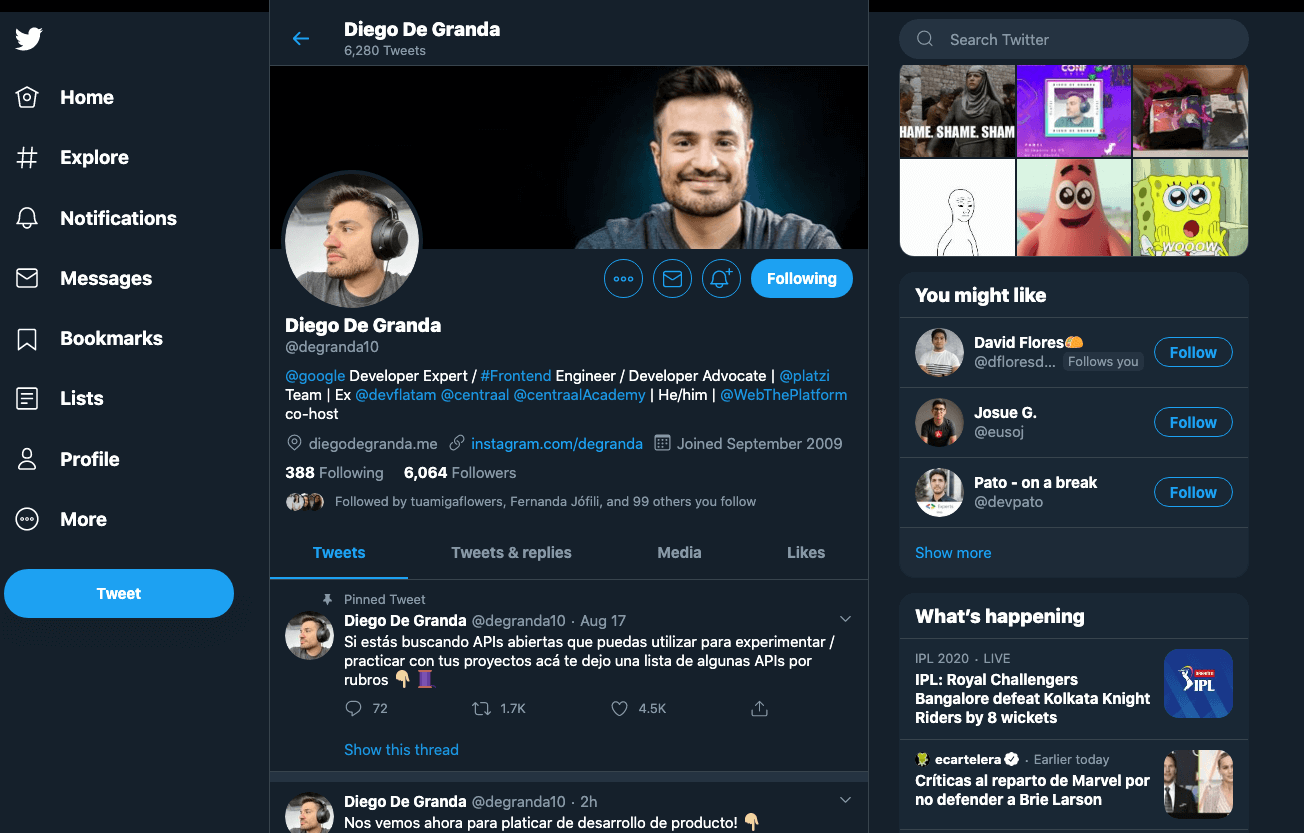 Home
Explore
Notifications
Messages
Bookmarks
Lists
Profile
More
Tweet
Diego De Granda
6,280 Tweets
Following
Diego De Granda
@degranda10
@google Developer Expert / #Frontend Engineer / Developer Advocate | @platzi
Team | Ex @devflatam @centraal @centraalAcademy | He/him | @WebThePlatform
co-host
diegodegranda.me instagram.com/degranda Joined September 2009
388 Following 6,064 Followers
Followed by tuamigaflowers, Fernanda Jófili, and 99 others you follow
Tweets Tweets & replies Media Likes
Pinned Tweet
Diego De Granda @degranda10 · Aug 17
Si estás buscando APIs abiertas que puedas utilizar para experimentar /
practicar con tus proyectos acá te dejo una lista de algunas APIs por
rubros 👇🏼 🧵
72 1.7K 4.5K
Show this thread
Diego De Granda @degranda10 · 2h
Nos vemos ahora para platicar de desarrollo de producto! 👇🏼
Search Twitter
HAME. SHAME. SHAM
CONF
DIEGO DE GRANDA
WOOOW
You might like
David Flores🌮
@dfloresd... Follows you
Follow
Josue G.
@eusoj
Follow
Pato - on a break
@devpato
Follow
Show more
What's happening
IPL 2020 · LIVE
IPL: Royal Challengers
Bangalore defeat Kolkata Knight
Riders by 8 wickets
IPL
ecartelera · Earlier today
Críticas al reparto de Marvel por
no defender a Brie Larson